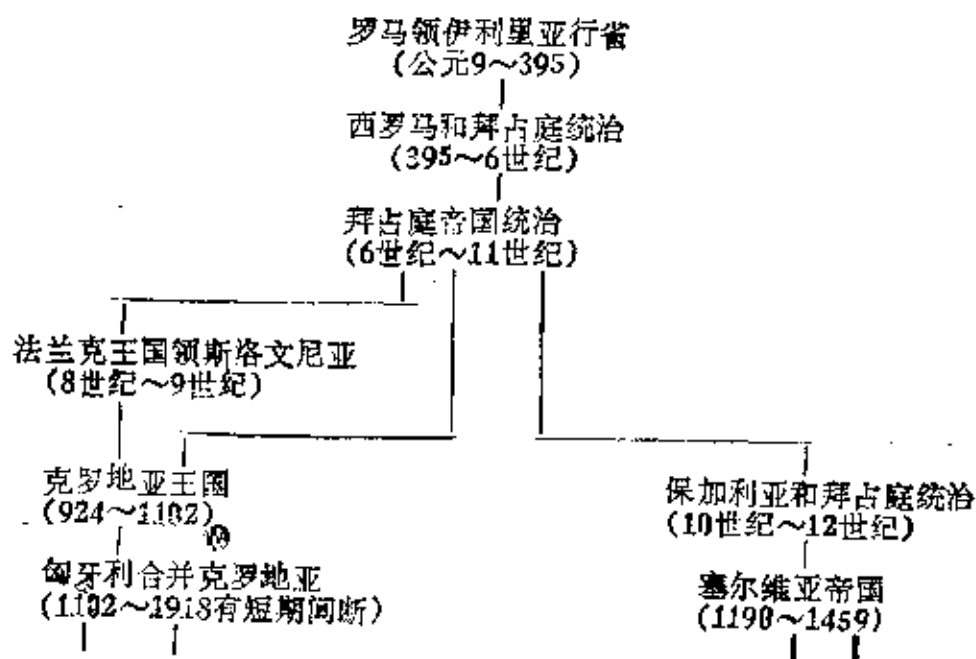 罗马领伊利里亚行省
(公元9～395)
西罗马和拜占庭统治
(395～6世纪)
拜占庭帝国统治
(6世纪～11世纪)
法兰克王国领斯洛文尼亚
(8世纪～9世纪)
克罗地亚王国
(924～1102)
匈牙利合并克罗地亚
(1102～1918有短期间断)
保加利亚和拜占庭统治
(10世纪～12世纪)
塞尔维亚帝国
(1190～1459)